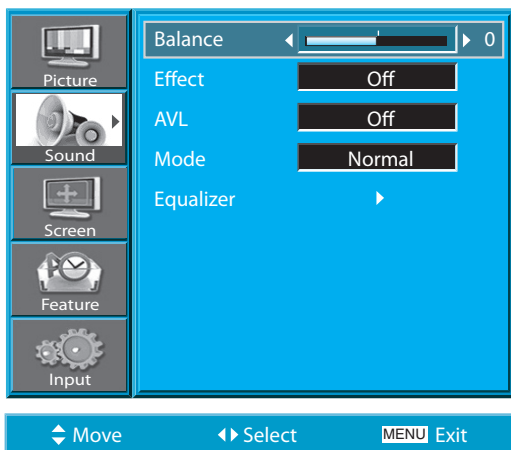 Picture
Sound
Screen
Feature
Input
Balance 0
Effect Off
AVL Off
Mode Normal
Equalizer
Move Select MENU Exit